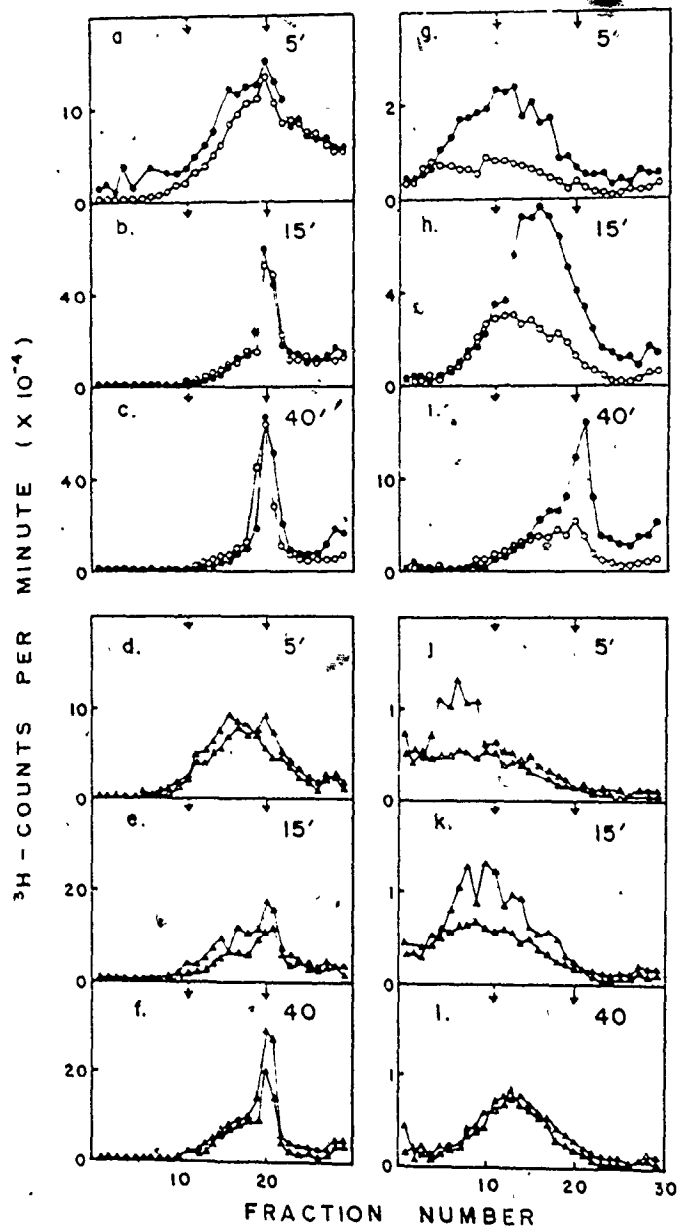 a. 5′
10
0
b. 15′
40
0
c. 40′
40
0
g. 5′
2
0
h. 15′
4
0
i. 40′
10
0
d. 5′
10
0
e. 15′
20
0
f. 40
20
0
10 20
j 5′
1
0
k. 15′
1
0
l. 40
1
0
10 20 30
³H-COUNTS PER MINUTE (X 10⁻⁴)
FRACTION NUMBER